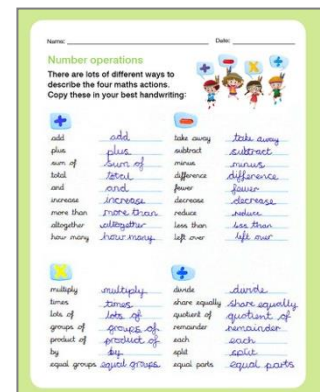 Name: Date:
Number operations
There are lots of different ways to
describe the four maths actions.
Copy these in your best handwriting:
+
add add
plus plus
sum of sum of
total total
and and
increase increase
more than more than
altogether altogether
how many how many
−
take away take away
subtract subtract
minus minus
difference difference
fewer fewer
decrease decrease
reduce reduce
less than less than
left over left over
×
multiply multiply
times times
lots of lots of
groups of groups of
product of product of
by by
equal groups equal groups
÷
divide divide
share equally share equally
quotient of quotient of
remainder remainder
each each
split split
equal parts equal parts